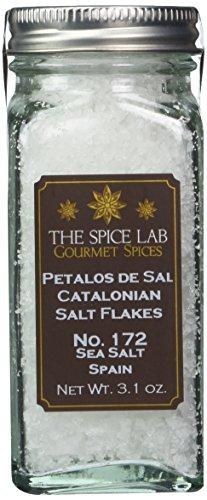 THE SPICE LAB
GOURMET SPICES
PETALOS DE SAL
CATALONIAN
SALT FLAKES
NO. 172
SEA SALT
SPAIN
NET WT. 3.1 OZ.